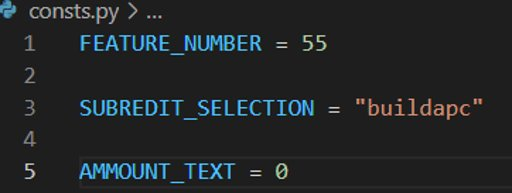 consts.py > ...
1 FEATURE_NUMBER = 55
2
3 SUBREDIT_SELECTION = "buildapc"
4
5 AMMOUNT_TEXT = 0